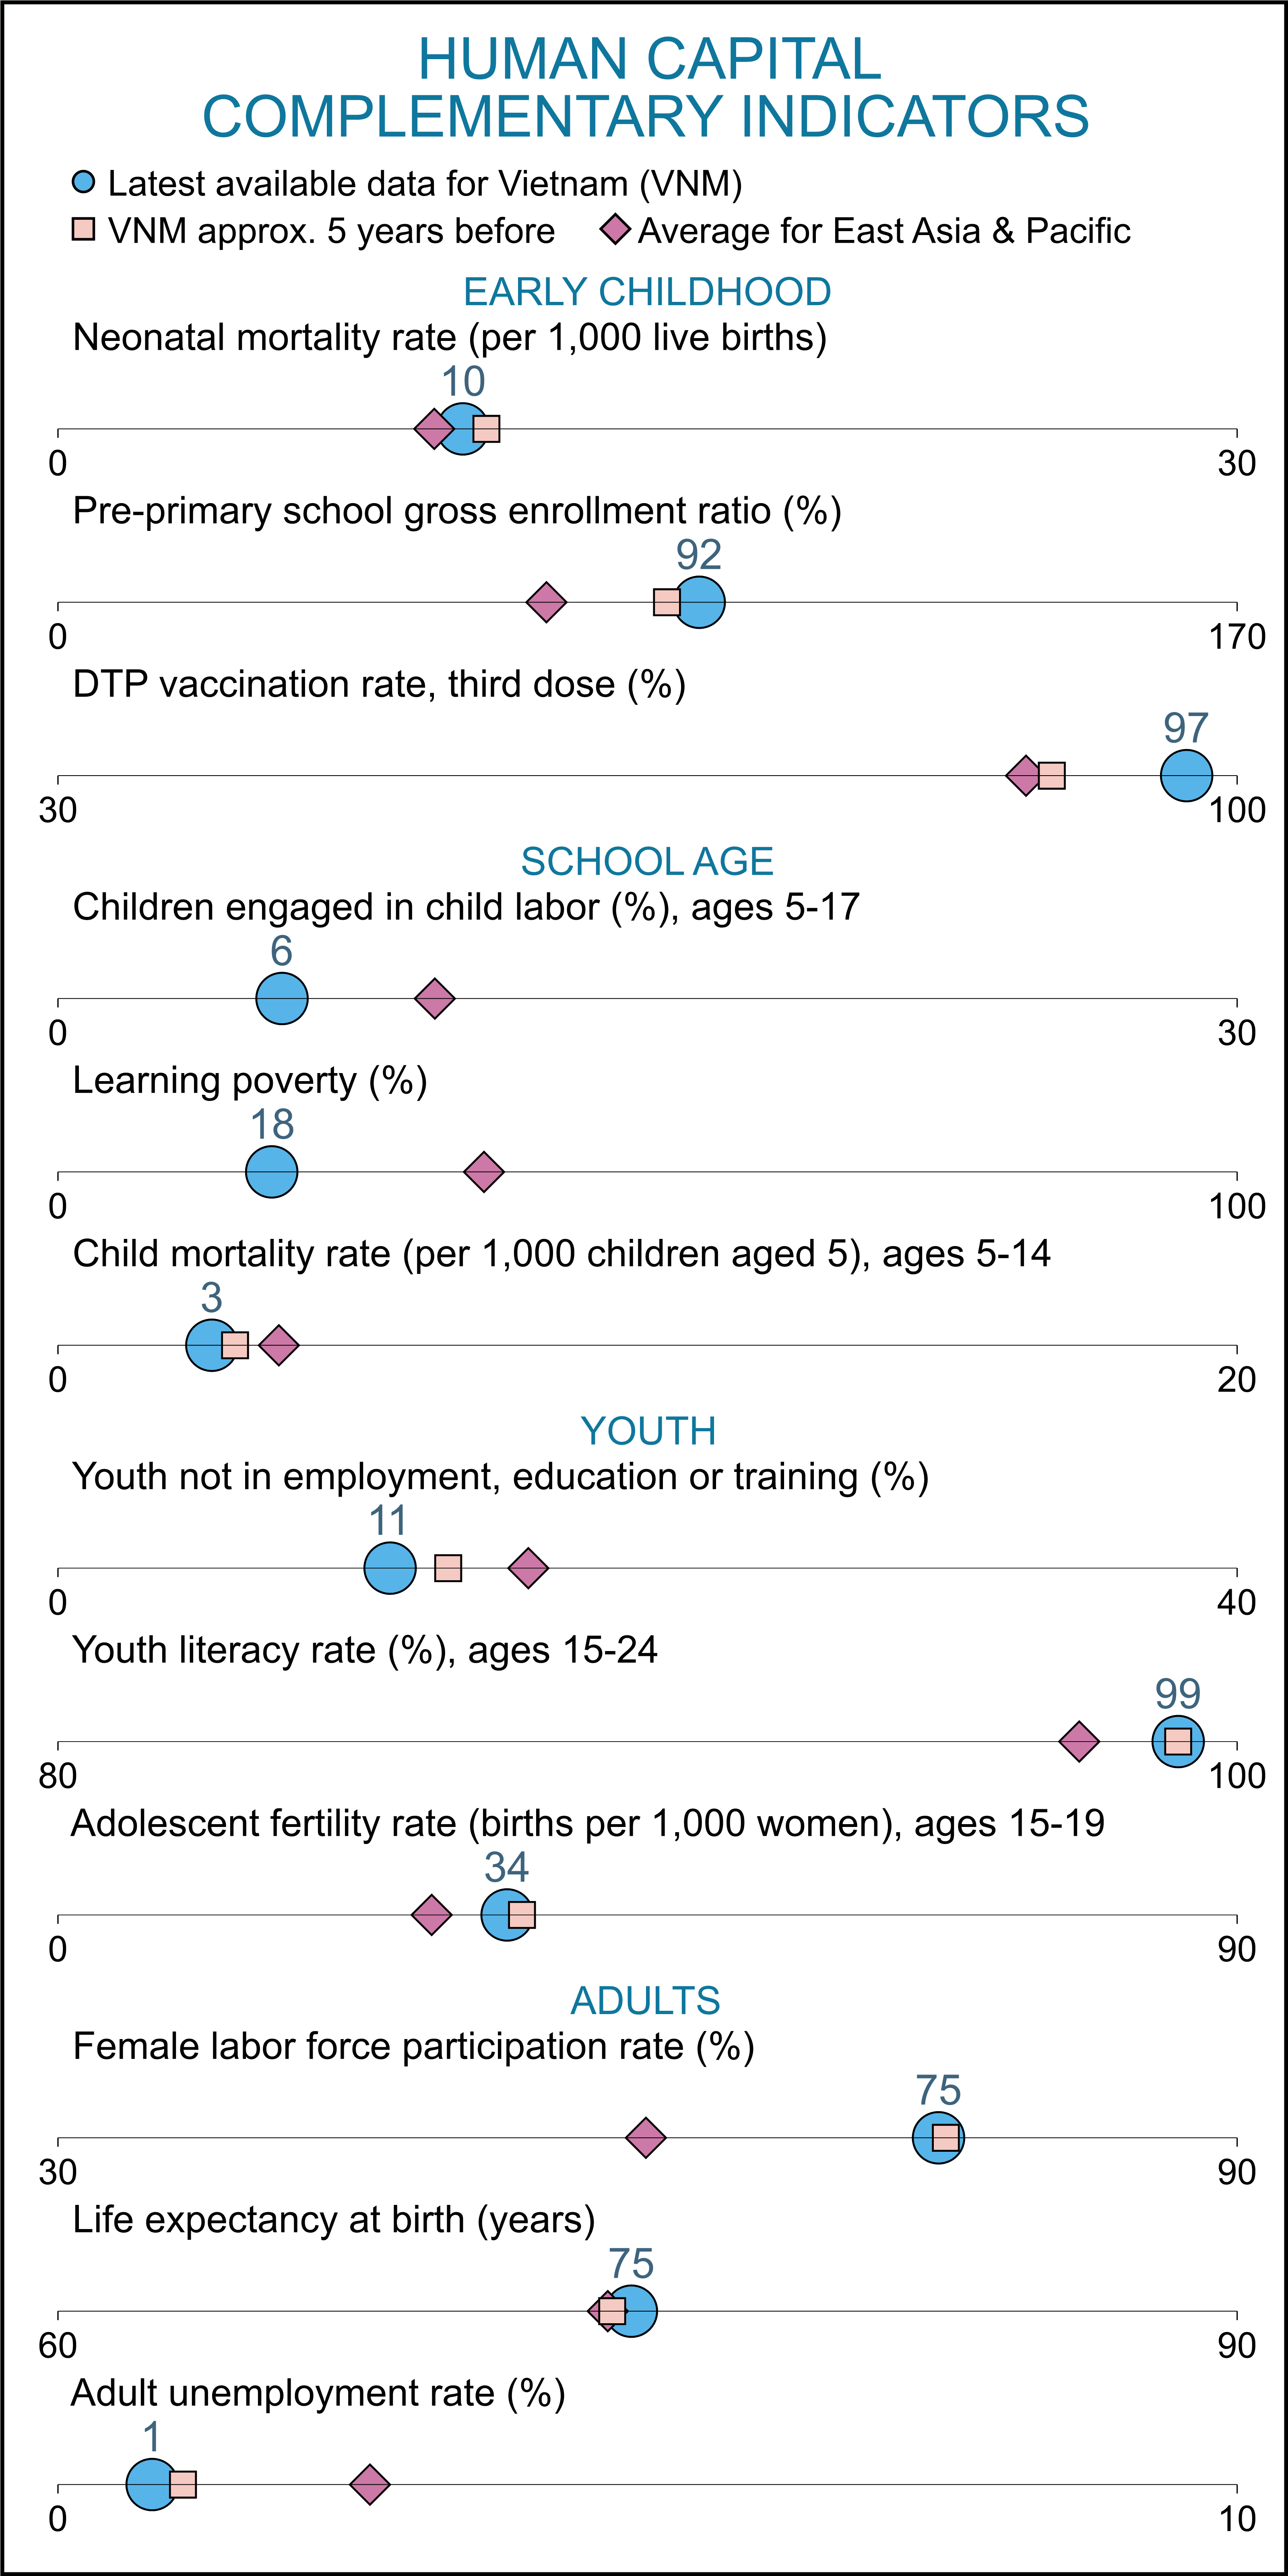 HUMAN CAPITAL
COMPLEMENTARY INDICATORS
Latest available data for Vietnam (VNM)
VNM approx. 5 years before Average for East Asia & Pacific
EARLY CHILDHOOD
Neonatal mortality rate (per 1,000 live births)
10
0 30
Pre-primary school gross enrollment ratio (%)
92
0 170
DTP vaccination rate, third dose (%)
97
30 100
SCHOOL AGE
Children engaged in child labor (%), ages 5-17
6
0 30
Learning poverty (%)
18
0 100
Child mortality rate (per 1,000 children aged 5), ages 5-14
3
0 20
YOUTH
Youth not in employment, education or training (%)
11
0 40
Youth literacy rate (%), ages 15-24
99
80 100
Adolescent fertility rate (births per 1,000 women), ages 15-19
34
0 90
ADULTS
Female labor force participation rate (%)
75
30 90
Life expectancy at birth (years)
75
60 90
Adult unemployment rate (%)
1
0 10